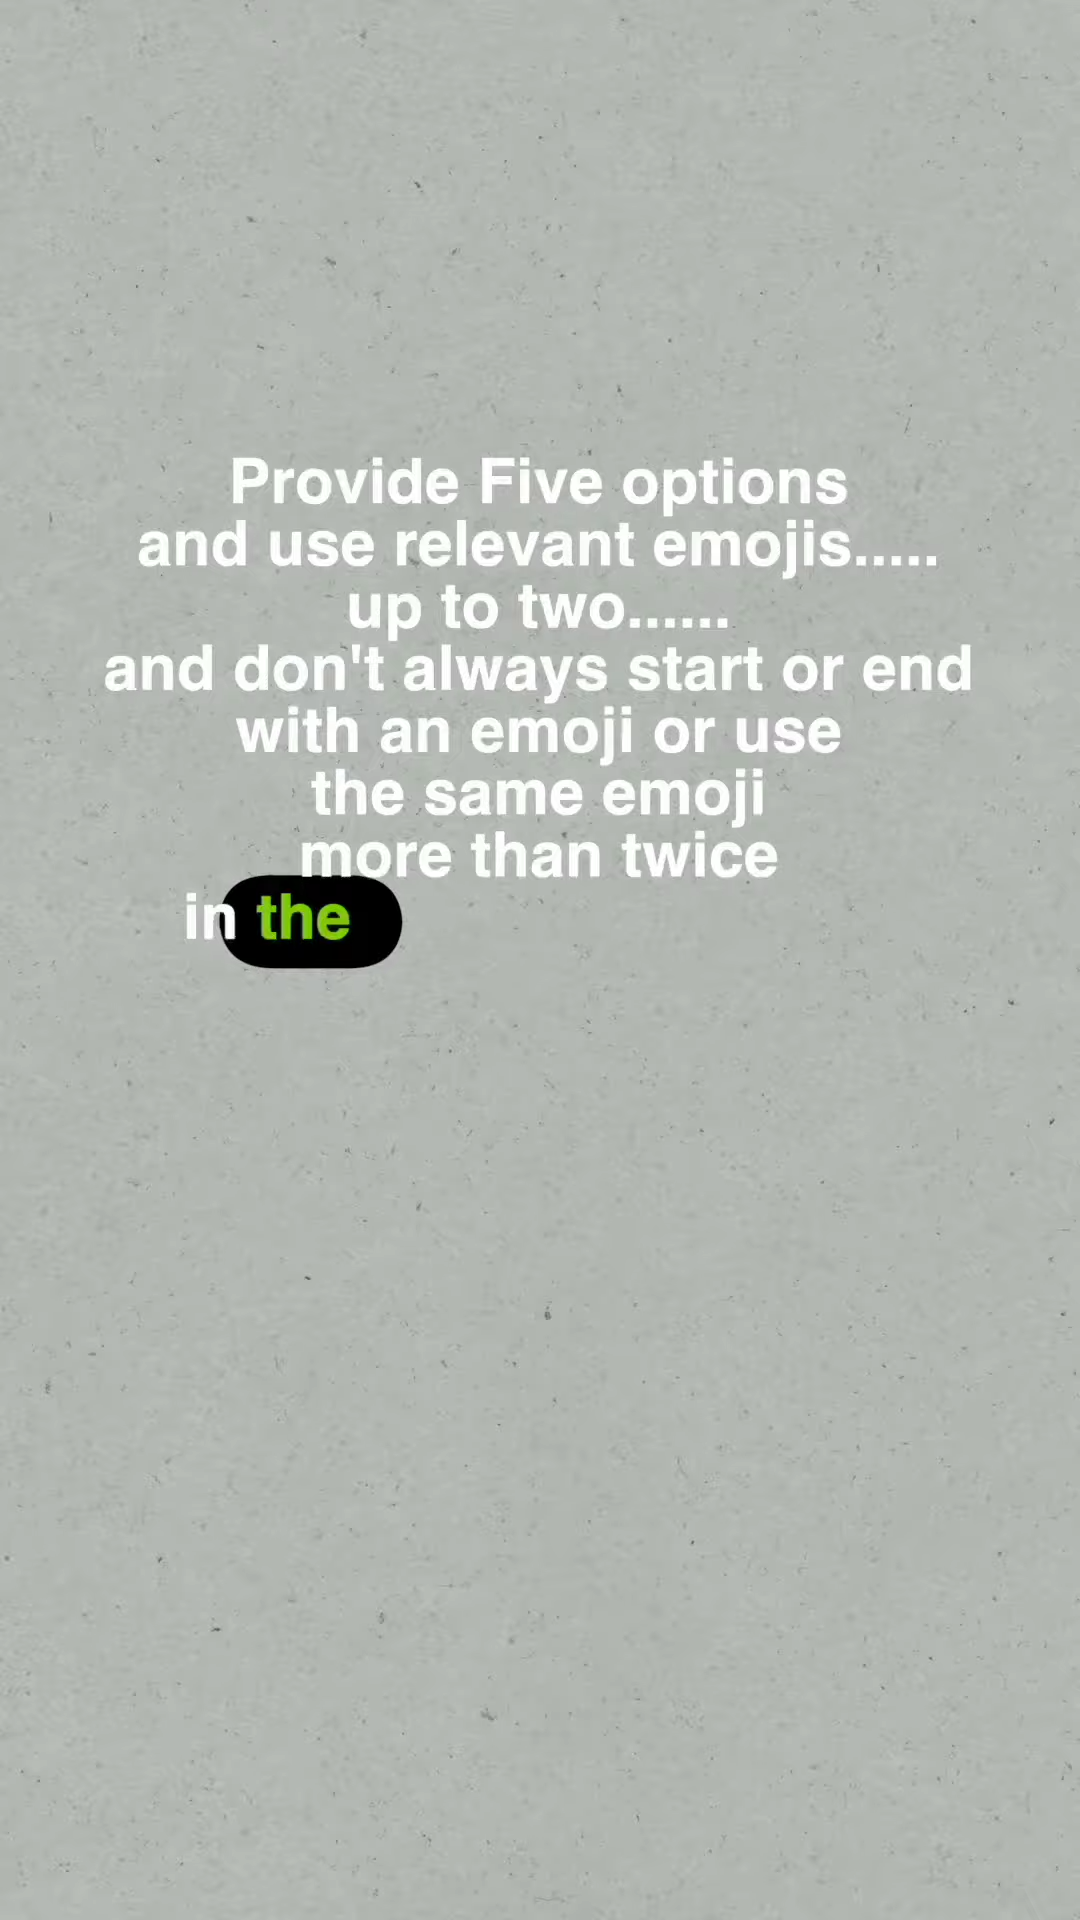 Provide Five options
and use relevant emojis.....
up to two......
and don't always start or end
with an emoji or use
the same emoji
more than twice
in the